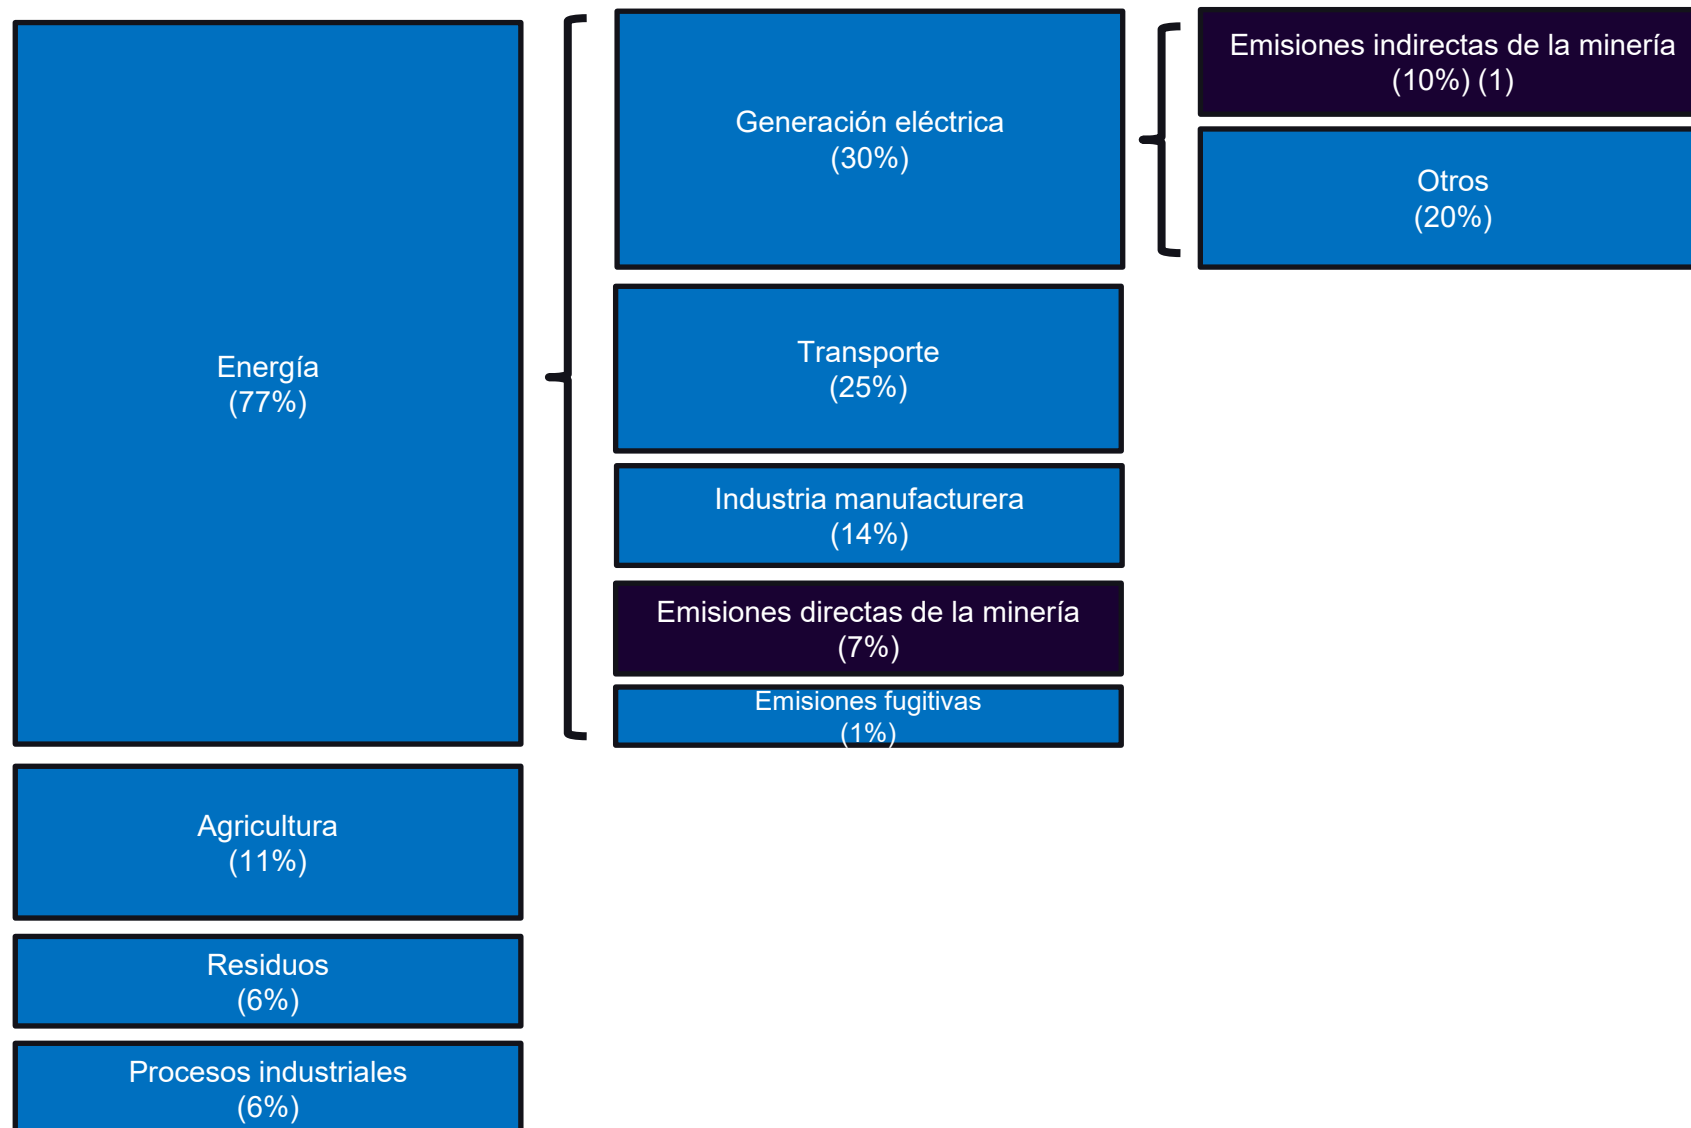 Energía
(77%)
Agricultura
(11%)
Residuos
(6%)
Procesos industriales
(6%)
Generación eléctrica
(30%)
Transporte
(25%)
Industria manufacturera
(14%)
Emisiones directas de la minería
(7%)
Emisiones fugitivas
(1%)
Emisiones indirectas de la minería
(10%) (1)
Otros
(20%)